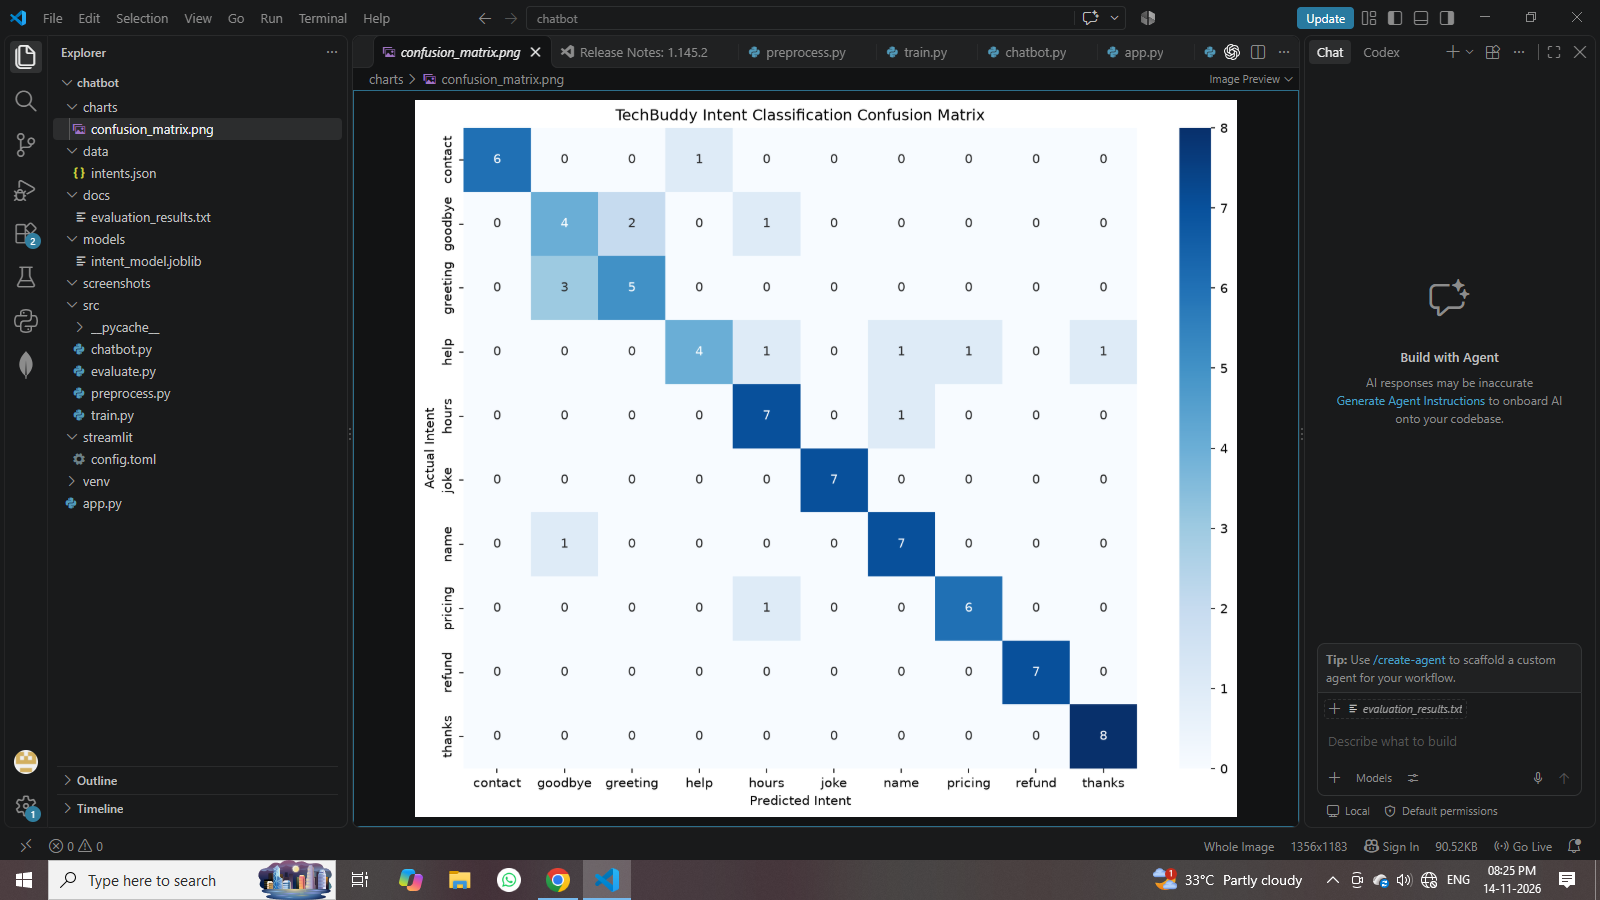 File Edit Selection View Go Run Terminal Help
chatbot
Update
Explorer
chatbot
charts
confusion_matrix.png
data
intents.json
docs
evaluation_results.txt
models
intent_model.joblib
screenshots
src
__pycache__
chatbot.py
evaluate.py
preprocess.py
train.py
streamlit
config.toml
venv
app.py
Outline
Timeline
2
1
confusion_matrix.png Release Notes: 1.145.2 preprocess.py train.py chatbot.py app.py
charts > confusion_matrix.png
Image Preview
TechBuddy Intent Classification Confusion Matrix
Actual Intent
contact 6 0 0 1 0 0 0 0 0 0
goodbye 0 4 2 0 1 0 0 0 0 0
greeting 0 3 5 0 0 0 0 0 0 0
help 0 0 0 4 1 0 1 1 0 1
hours 0 0 0 0 7 0 1 0 0 0
joke 0 0 0 0 0 7 0 0 0 0
name 0 1 0 0 0 0 7 0 0 0
pricing 0 0 0 0 1 0 0 6 0 0
refund 0 0 0 0 0 0 0 0 7 0
thanks 0 0 0 0 0 0 0 0 0 8
contact goodbye greeting help hours joke name pricing refund thanks
Predicted Intent
8
7
6
5
4
3
2
1
0
Chat Codex
Build with Agent
AI responses may be inaccurate
Generate Agent Instructions to onboard AI
onto your codebase.
Tip: Use /create-agent to scaffold a custom
agent for your workflow.
evaluation_results.txt
Describe what to build
Models
Local Default permissions
0 0
Whole Image 1356x1183 Sign In 90.52KB Go Live
Type here to search
1
33°C Partly cloudy
ENG
08:25 PM
14-11-2026